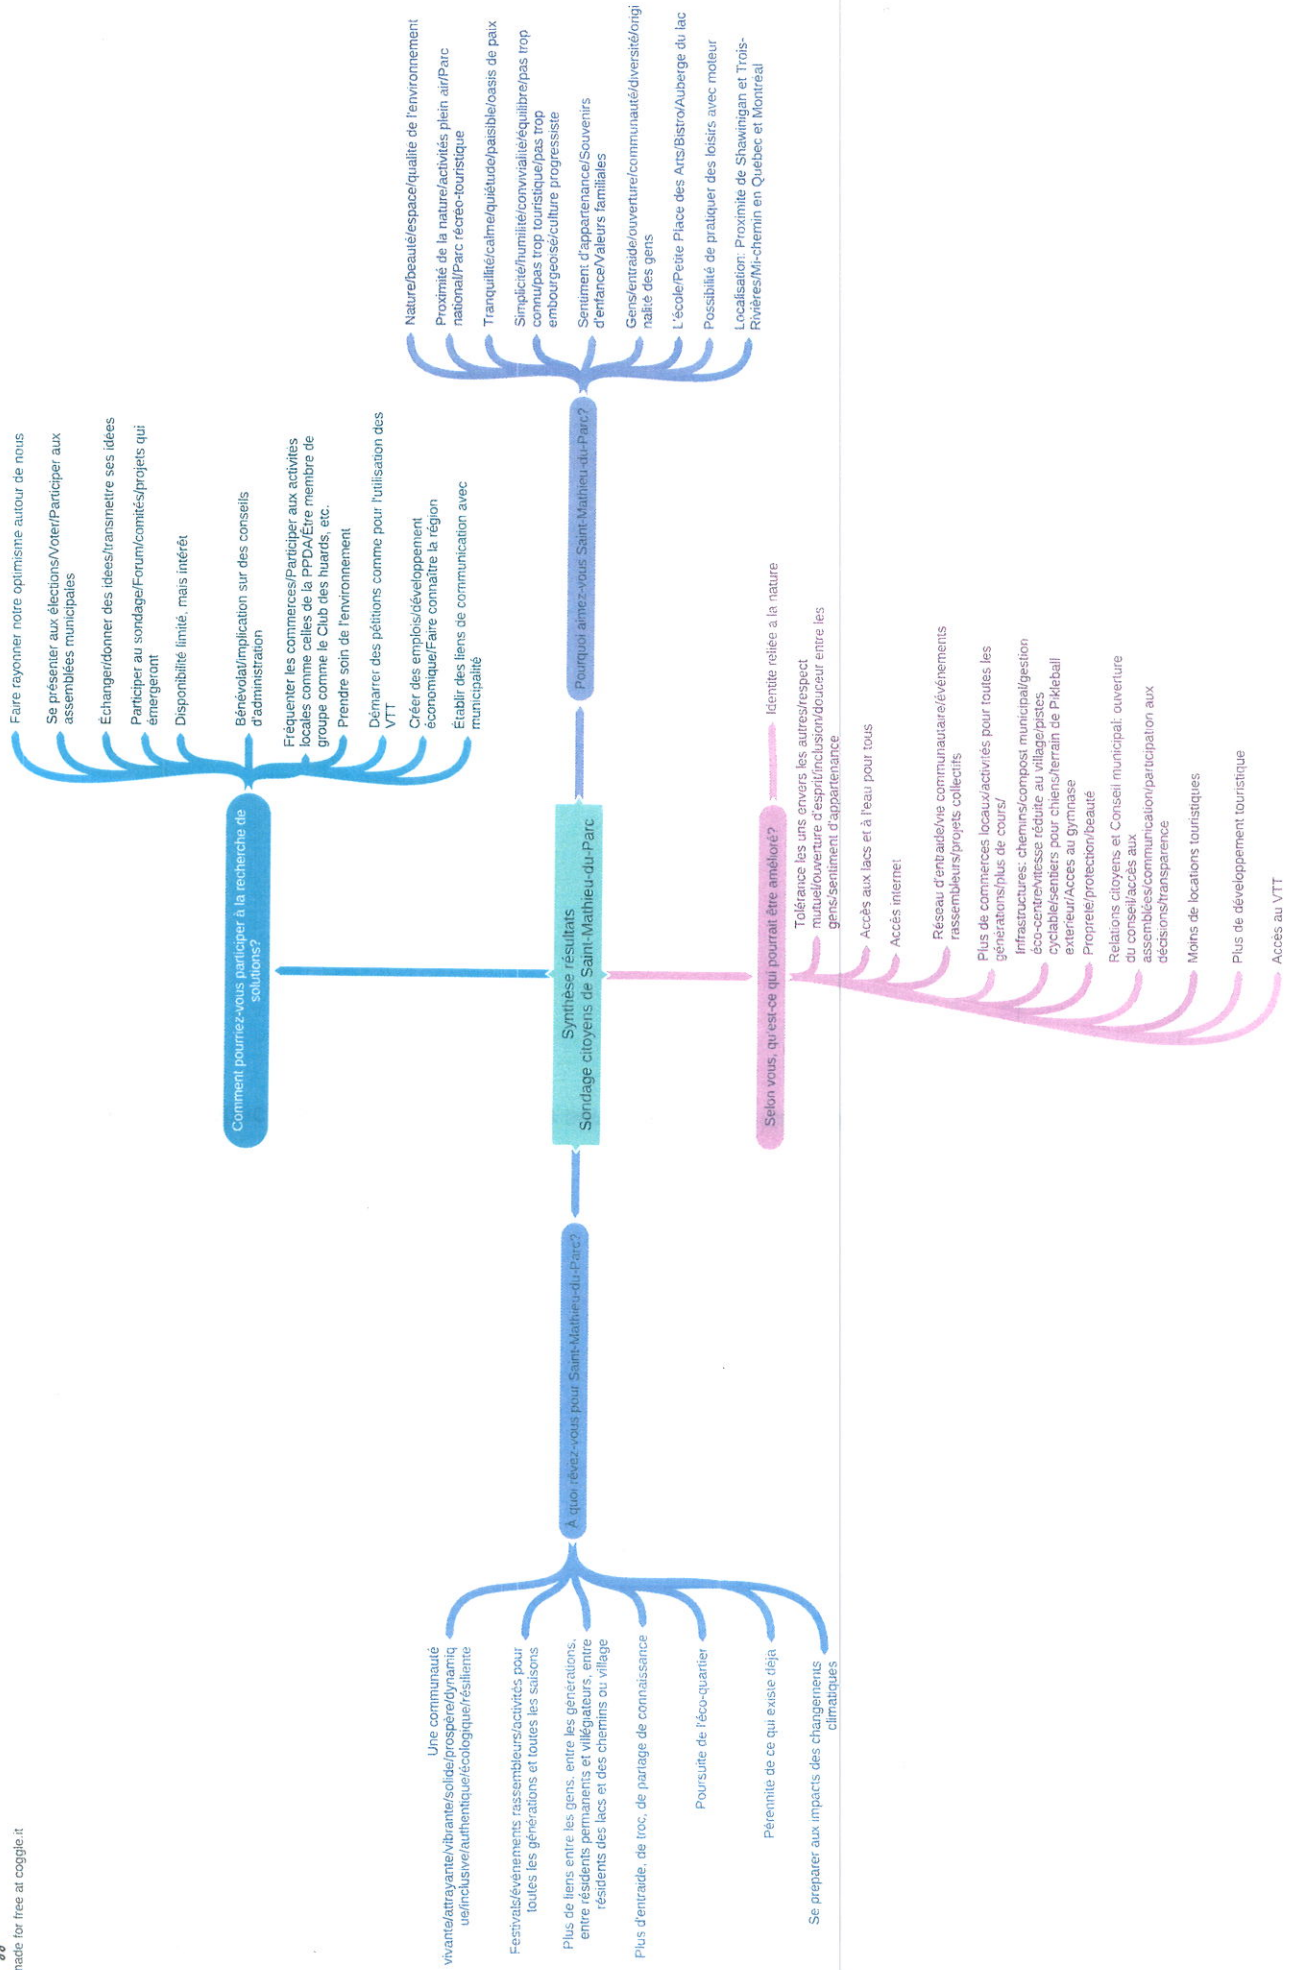 made for free at coggle.it
Synthèse résultats
Sondage citoyens de Saint-Mathieu-du-Parc
Comment pourriez-vous participer à la recherche de
solutions?
Faire rayonner notre optimisme autour de nous
Se présenter aux élections/Voter/Participer aux
assemblées municipales
Échanger/donner des idées/transmettre ses idées
Participer au sondage/Forum/comités/projets qui
émergeront
Disponibilité limité, mais intérêt
Bénévolat/implication sur des conseils
d'administration
Fréquenter les commerces/Participer aux activités
locales comme celles de la PPDA/Être membre de
groupe comme le Club des huards, etc.
Prendre soin de l'environnement
Démarrer des pétitions comme pour l'utilisation des
VTT
Créer des emplois/développement
économique/Faire connaître la région
Établir des liens de communication avec
municipalité
Pourquoi aimez-vous Saint-Mathieu-du-Parc?
Nature/beauté/espace/qualité de l'environnement
Proximité de la nature/activités plein air/Parc
national/Parc récréo-touristique
Tranquillité/calme/quiétude/paisible/oasis de paix
Simplicité/humilité/convivialité/équilibre/pas trop
connu/pas trop touristique/pas trop
embourgeoisé/culture progressiste
Sentiment d'appartenance/Souvenirs
d'enfance/Valeurs familiales
Gens/entraide/ouverture/communauté/diversité/origi
nalité des gens
L'école/Petite Place des Arts/Bistro/Auberge du lac
Possibilité de pratiquer des loisirs avec moteur
Localisation: Proximité de Shawinigan et Trois-
Rivières/Mi-chemin en Québec et Montréal
À quoi rêvez-vous pour Saint-Mathieu-du-Parc?
Une communauté
vivante/attrayante/vibrante/solide/prospère/dynamiq
ue/inclusive/authentique/écologique/résiliente
Festivals/événements rassembleurs/activités pour
toutes les générations et toutes les saisons
Plus de liens entre les gens, entre les générations,
entre résidents permanents et villégiateurs, entre
résidents des lacs et des chemins ou village
Plus d'entraide, de troc, de partage de connaissance
Poursuite de l'éco-quartier
Pérennité de ce qui existe déjà
Se préparer aux impacts des changements
climatiques
Selon vous, qu'est-ce qui pourrait être amélioré?
Identité reliée à la nature
Tolérance les uns envers les autres/respect
mutuel/ouverture d'esprit/inclusion/douceur entre les
gens/sentiment d'appartenance
Accès aux lacs et à l'eau pour tous
Accès internet
Réseau d'entraide/vie communautaire/événements
rassembleurs/projets collectifs
Plus de commerces locaux/activités pour toutes les
générations/plus de cours/
Infrastructures: chemins/compost municipal/gestion
éco-centre/vitesse réduite au village/pistes
cyclable/sentiers pour chiens/terrain de Pikleball
extérieur/Accès au gymnase
Propreté/protection/beauté
Relations citoyens et Conseil municipal: ouverture
du conseil/accès aux
assemblées/communication/participation aux
décisions/transparence
Moins de locations touristiques
Plus de développement touristique
Accès au VTT